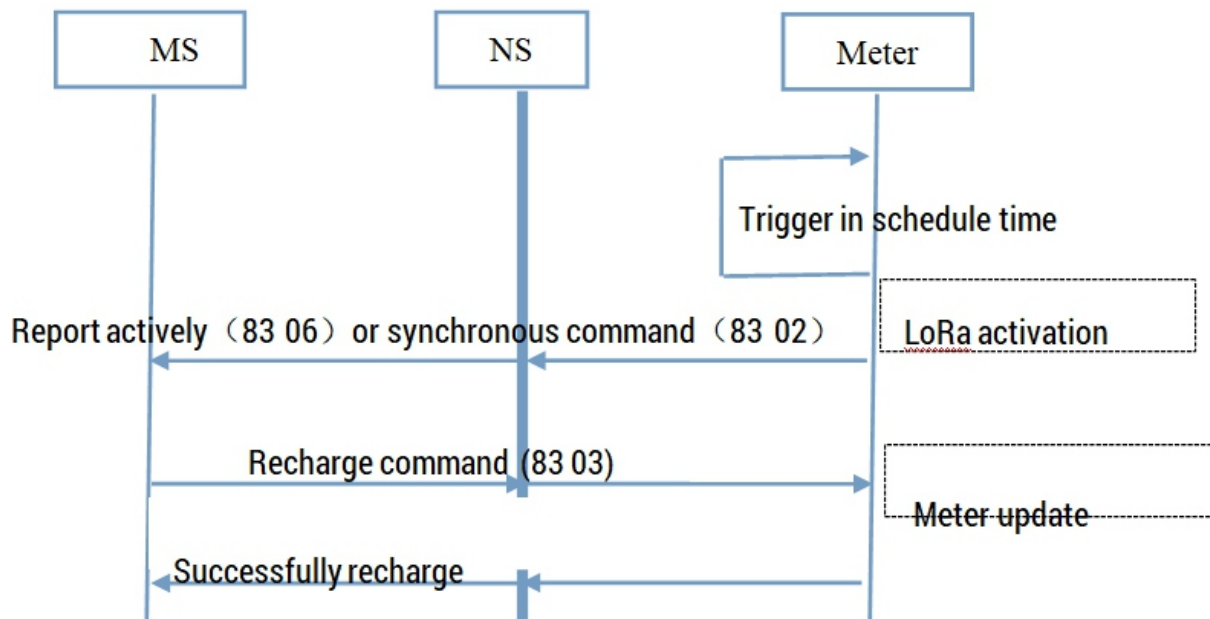 MS
NS
Meter
Trigger in schedule time
Report actively（83 06）or synchronous command（83 02）
LoRa activation
Recharge command (83 03)
Meter update
Successfully recharge